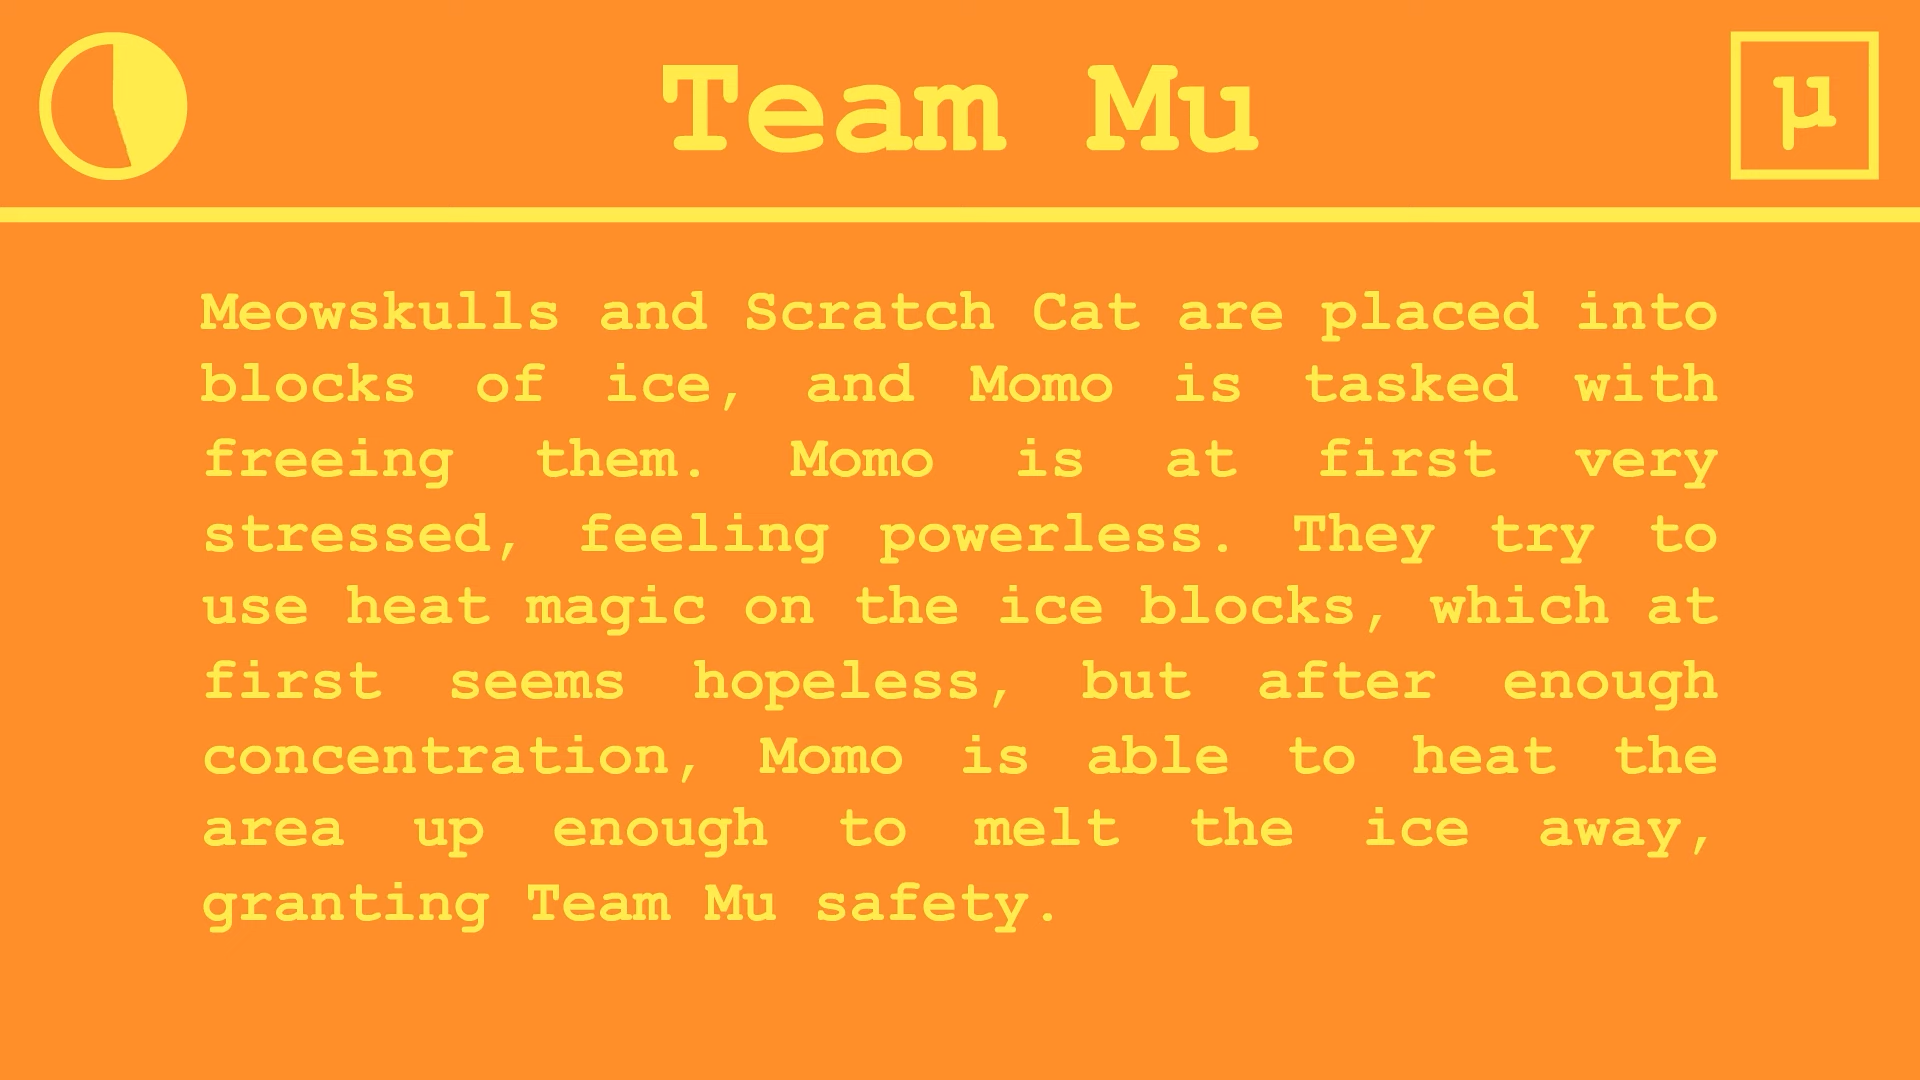 Team Mu
µ
Meowskulls and Scratch Cat are placed into
blocks of ice, and Momo is tasked with
freeing them. Momo is at first very
stressed, feeling powerless. They try to
use heat magic on the ice blocks, which at
first seems hopeless, but after enough
concentration, Momo is able to heat the
area up enough to melt the ice away,
granting Team Mu safety.